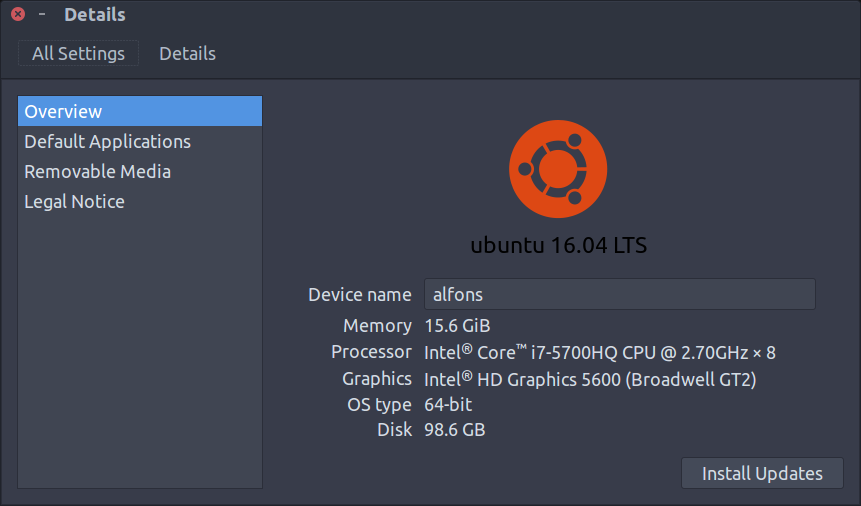 Details
All Settings Details
Overview
Default Applications
Removable Media
Legal Notice
ubuntu 16.04 LTS
Device name alfons
Memory 15.6 GiB
Processor Intel® Core™ i7-5700HQ CPU @ 2.70GHz × 8
Graphics Intel® HD Graphics 5600 (Broadwell GT2)
OS type 64-bit
Disk 98.6 GB
Install Updates